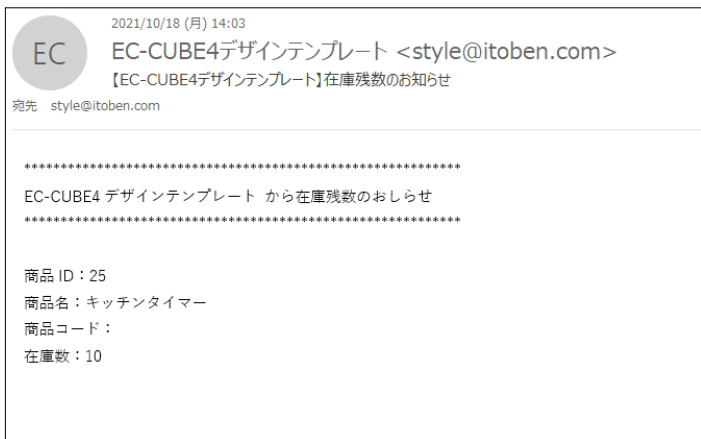 2021/10/18 (月) 14:03
EC
EC-CUBE4デザインテンプレート <style@itoben.com>
【EC-CUBE4デザインテンプレート】在庫残数のお知らせ
宛先 style@itoben.com
************************************************************
EC-CUBE4 デザインテンプレート から在庫残数のおしらせ
************************************************************
商品 ID：25
商品名：キッチンタイマー
商品コード：
在庫数：10